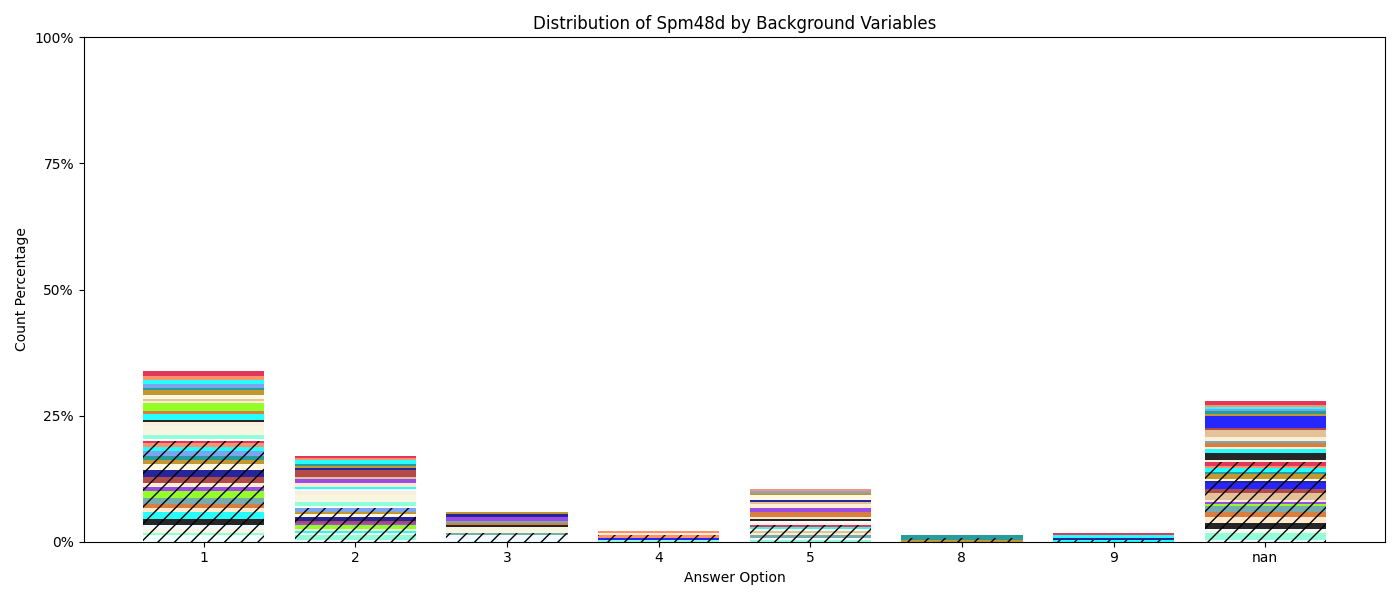 Distribution of Spm48d by Background Variables
100%
75%
50%
25%
0%
Count Percentage
1 2 3 4 5 8 9 nan
Answer Option